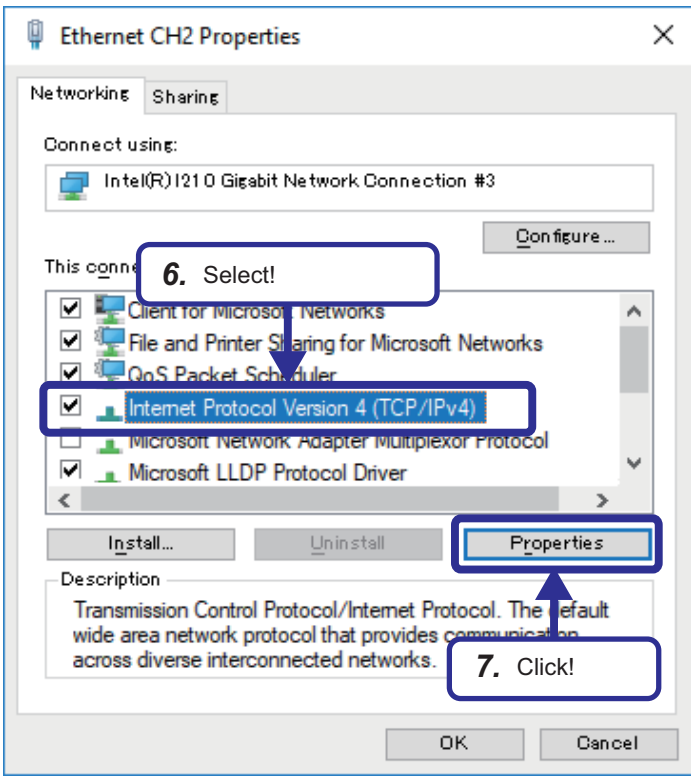 Ethernet CH2 Properties
Networking Sharing
Connect using:
Intel(R) I210 Gigabit Network Connection #3
Configure...
This conne
6. Select!
Client for Microsoft Networks
File and Printer Sharing for Microsoft Networks
QoS Packet Scheduler
Internet Protocol Version 4 (TCP/IPv4)
Microsoft Network Adapter Multiplexor Protocol
Microsoft LLDP Protocol Driver
Install... Uninstall Properties
Description
Transmission Control Protocol/Internet Protocol. The default
wide area network protocol that provides communication
across diverse interconnected networks.
7. Click!
OK Cancel